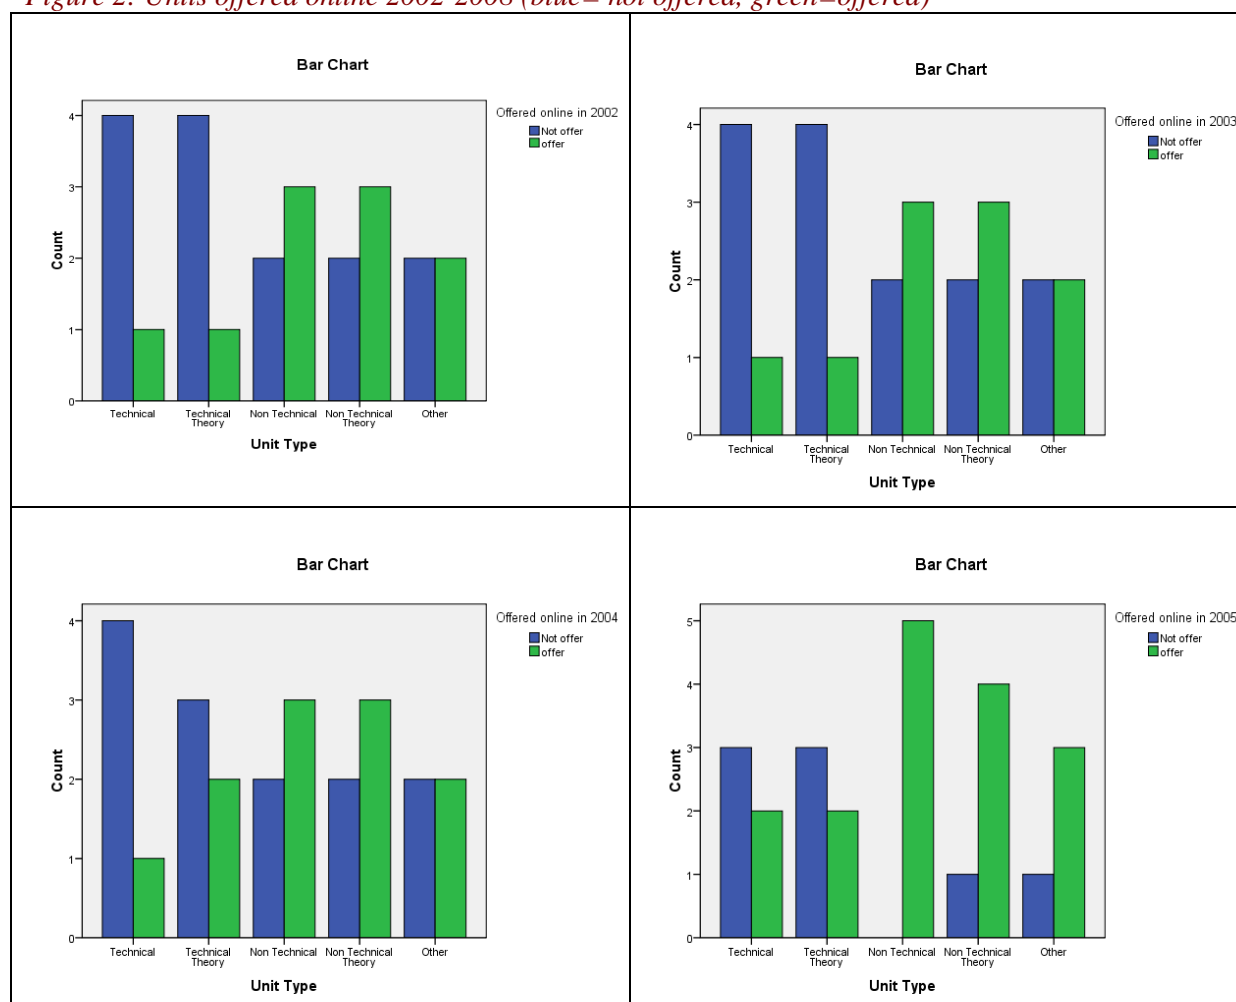 Figure 2: Units offered online 2002-2008 (blue= not offered, green=offered)
Bar Chart
Offered online in 2002
Not offer
offer
4
3
2
1
0
Count
Technical
Technical Theory
Non Technical
Non Technical Theory
Other
Unit Type
Bar Chart
Offered online in 2003
Not offer
offer
4
3
2
1
0
Count
Technical
Technical Theory
Non Technical
Non Technical Theory
Other
Unit Type
Bar Chart
Offered online in 2004
Not offer
offer
4
3
2
1
0
Count
Technical
Technical Theory
Non Technical
Non Technical Theory
Other
Unit Type
Bar Chart
Offered online in 2005
Not offer
offer
5
4
3
2
1
0
Count
Technical
Technical Theory
Non Technical
Non Technical Theory
Other
Unit Type